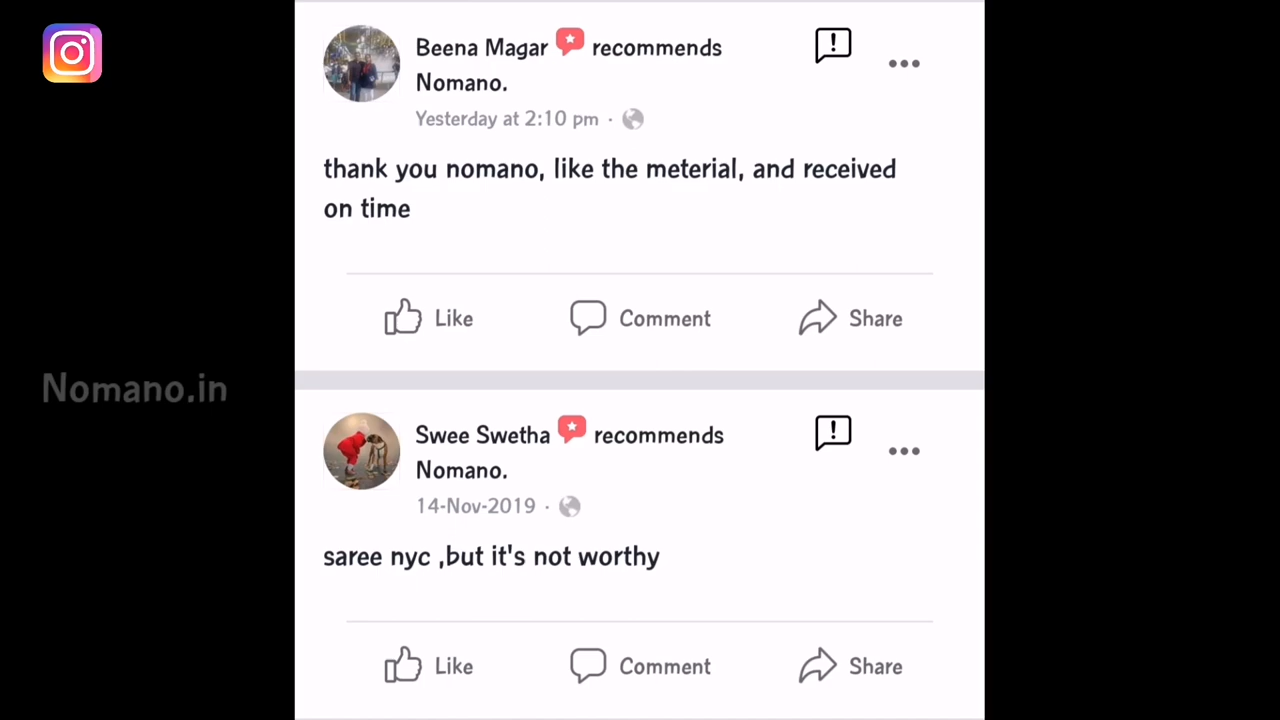 Beena Magar recommends
Nomano.
Yesterday at 2:10 pm ·
thank you nomano, like the meterial, and received
on time
Like Comment Share
Nomano.in
Swee Swetha recommends
Nomano.
14-Nov-2019 ·
saree nyc ,but it's not worthy
Like Comment Share